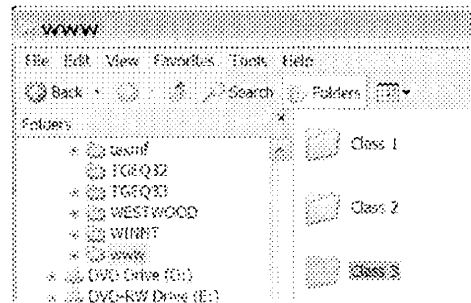 www
File Edit View Favorites Tools Help
Back Search Folders
Folders
texmf
TGEQ32
TGEQ33
WESTWOOD
WINNT
www
DVD Drive (D:)
DVD-RW Drive (E:)
Class 1
Class 2
Class 3